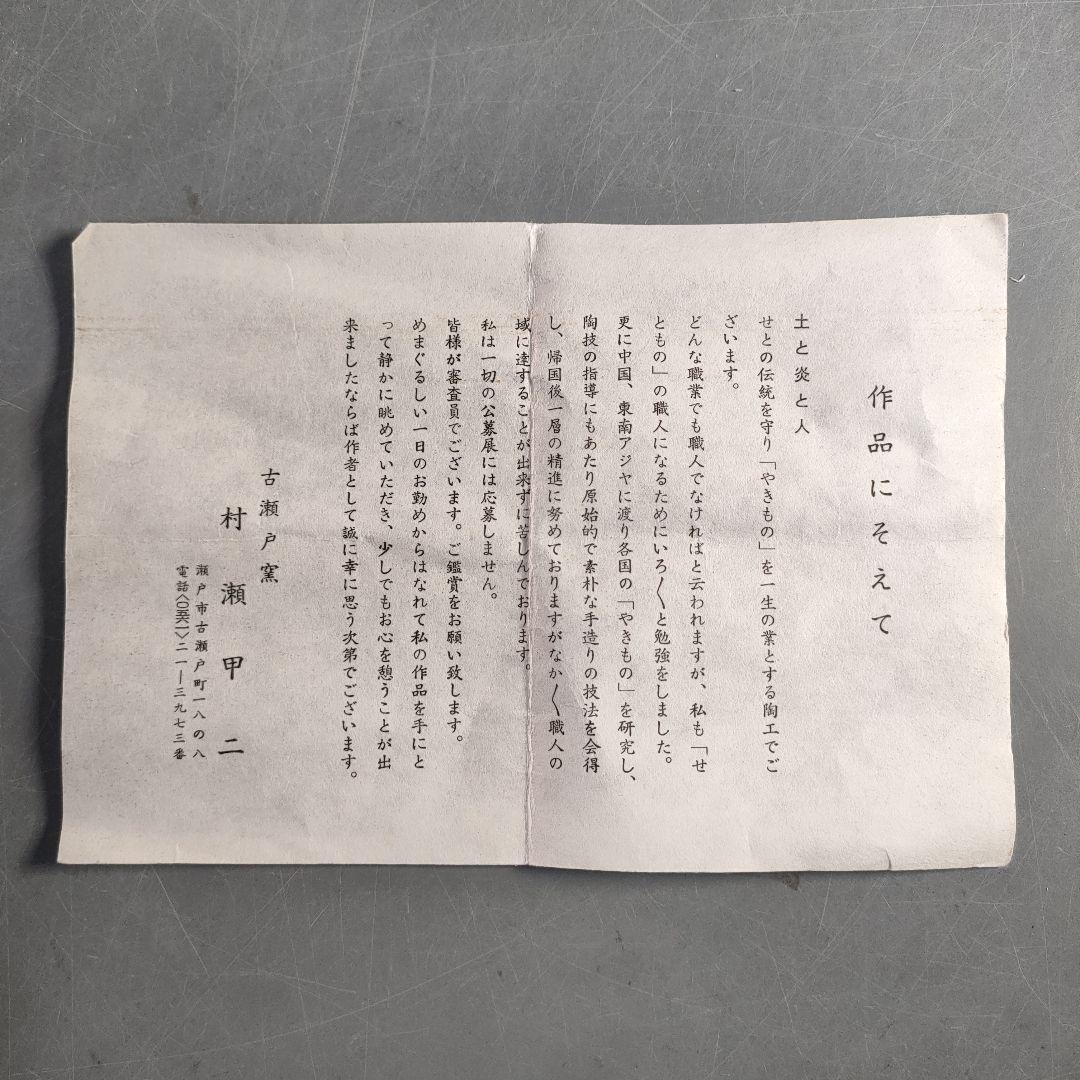 作品にそえて
土と炎と人
せとの伝統を守り「やきもの」を一生の業とする陶工でご
ざいます。
どんな職業でも職人でなければと云われますが、私も「せ
ともの」の職人になるためにいろ〱と勉強をしました。
更に中国、東南アジヤに渡り各国の「やきもの」を研究し、
陶技の指導にもあたり原始的で素朴な手造りの技法を会得
し、帰国後一層の精進に努めておりますがなか〱職人の
域に達することが出来ずに苦しんでおります。
私は一切の公募展には応募しません。
皆様が審査員でございます。ご鑑賞をお願い致します。
めまぐるしい一日のお勤めからはなれて私の作品を手にと
って静かに眺めていただき、少しでもお心を憩うことが出
来ましたならば作者として誠に幸に思う次第でございます。
古瀬戸窯
村瀬甲二
瀬戸市古瀬戸町一八の八
電話〈〇五六一〉二一―三九七三番